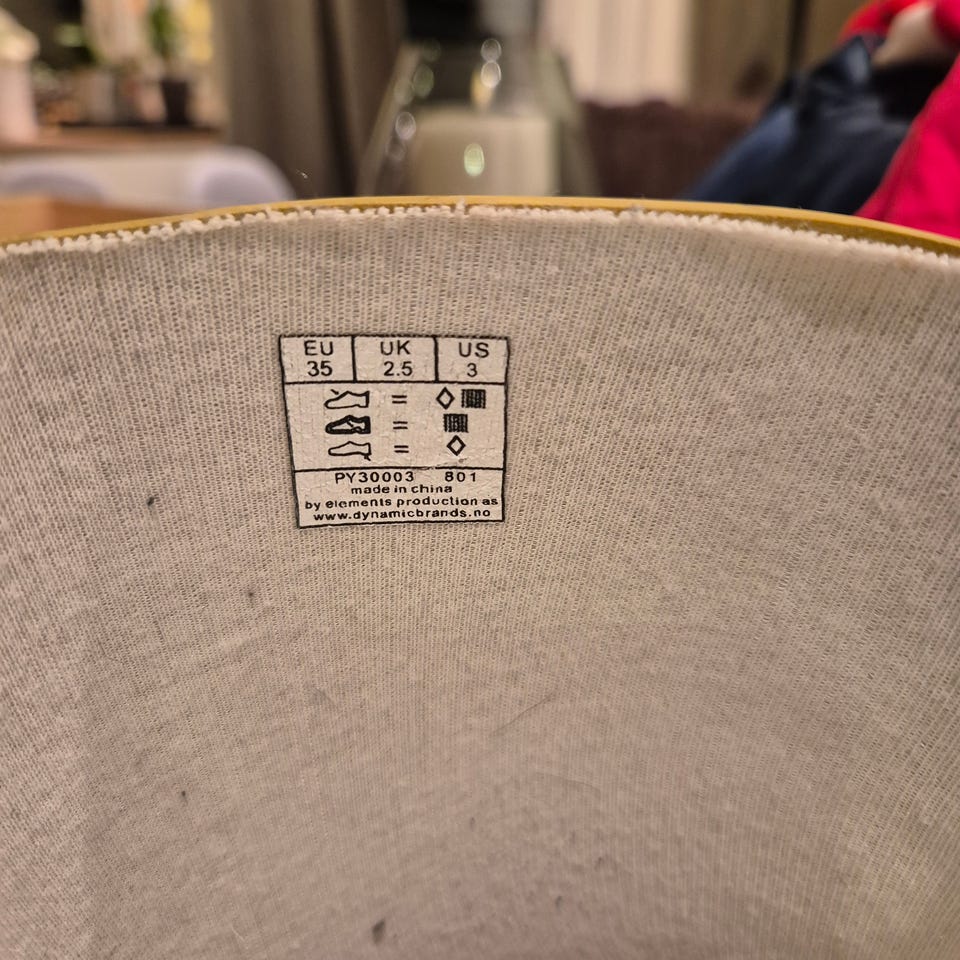 EU UK US
35 2.5 3
=
=
=
PY30003 801
made in china
by elements production as
www.dynamicbrands.no